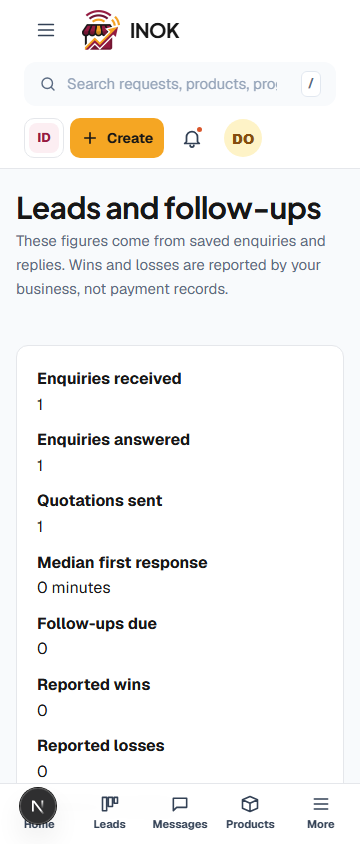 INOK
Search requests, products, prog
/
ID
Create
DO
Leads and follow-ups
These figures come from saved enquiries and
replies. Wins and losses are reported by your
business, not payment records.
Enquiries received
1
Enquiries answered
1
Quotations sent
1
Median first response
0 minutes
Follow-ups due
0
Reported wins
0
Reported losses
0
N
Home
Leads
Messages
Products
More